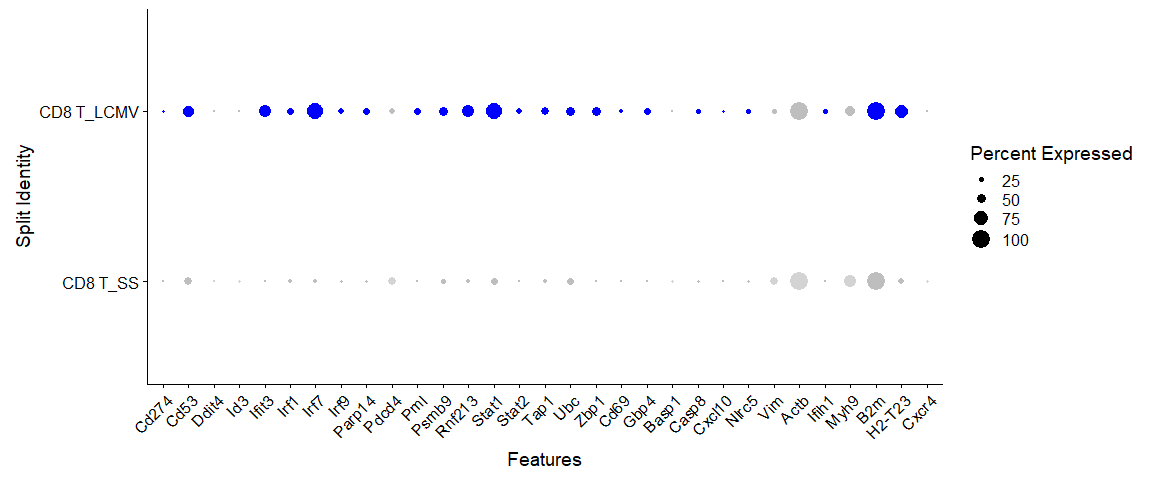 CD8 T_LCMV
CD8 T_SS
Split Identity
Cd274
Cd53
Ddit4
Id3
Ifit3
Irf1
Irf7
Irf9
Parp14
Pdcd4
Pml
Psmb9
Rnf213
Stat1
Stat2
Tap1
Ubc
Zbp1
Cd69
Gbp4
Basp1
Casp8
Cxcl10
Nlrc5
Vim
Actb
Ifih1
Myh9
B2m
H2-T23
Cxcr4
Features
Percent Expressed
25
50
75
100